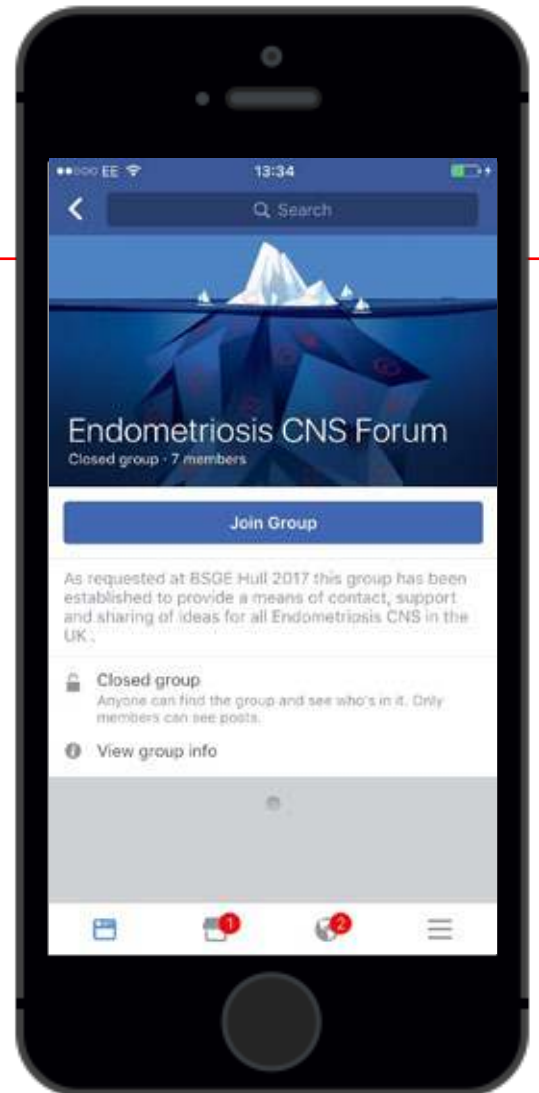 EE 13:34
Search
Endometriosis CNS Forum
Closed group · 7 members
Join Group
As requested at BSGE Hull 2017 this group has been
established to provide a means of contact, support
and sharing of ideas for all Endometriosis CNS in the
UK .
Closed group
Anyone can find the group and see who's in it. Only
members can see posts.
View group info
1 2